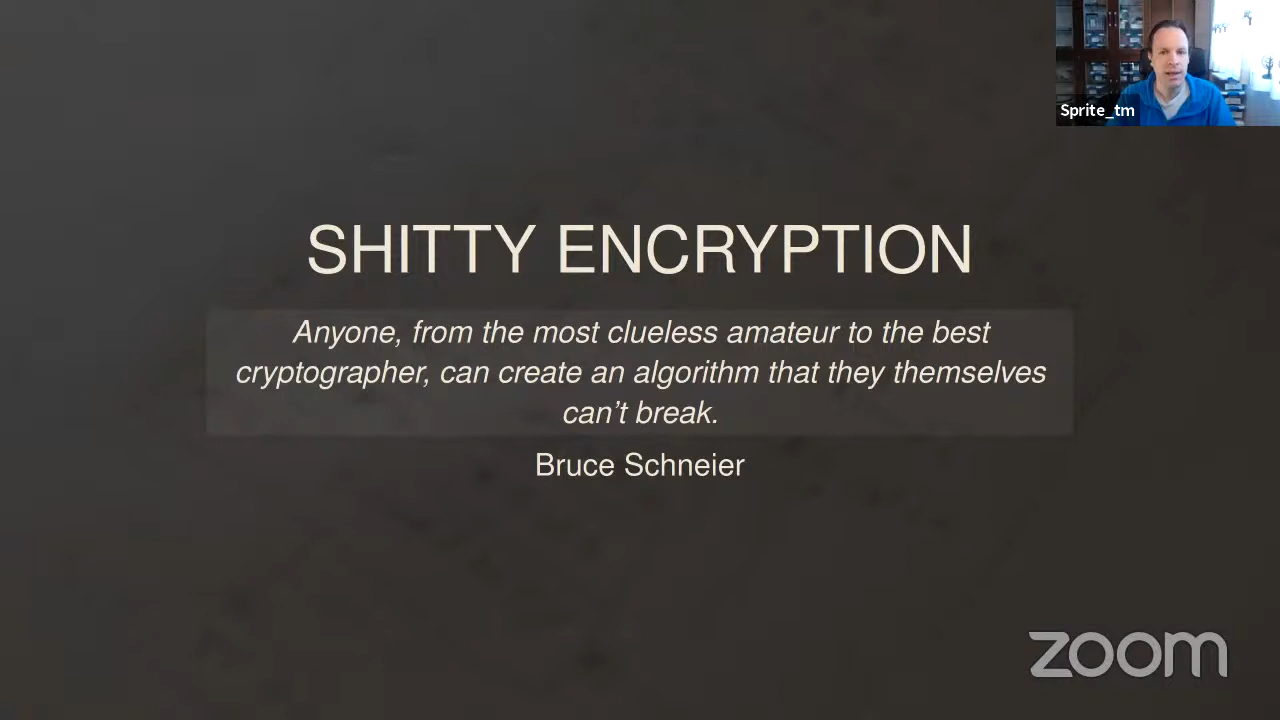 Sprite_tm
SHITTY ENCRYPTION
Anyone, from the most clueless amateur to the best
cryptographer, can create an algorithm that they themselves
can’t break.
Bruce Schneier
zoom